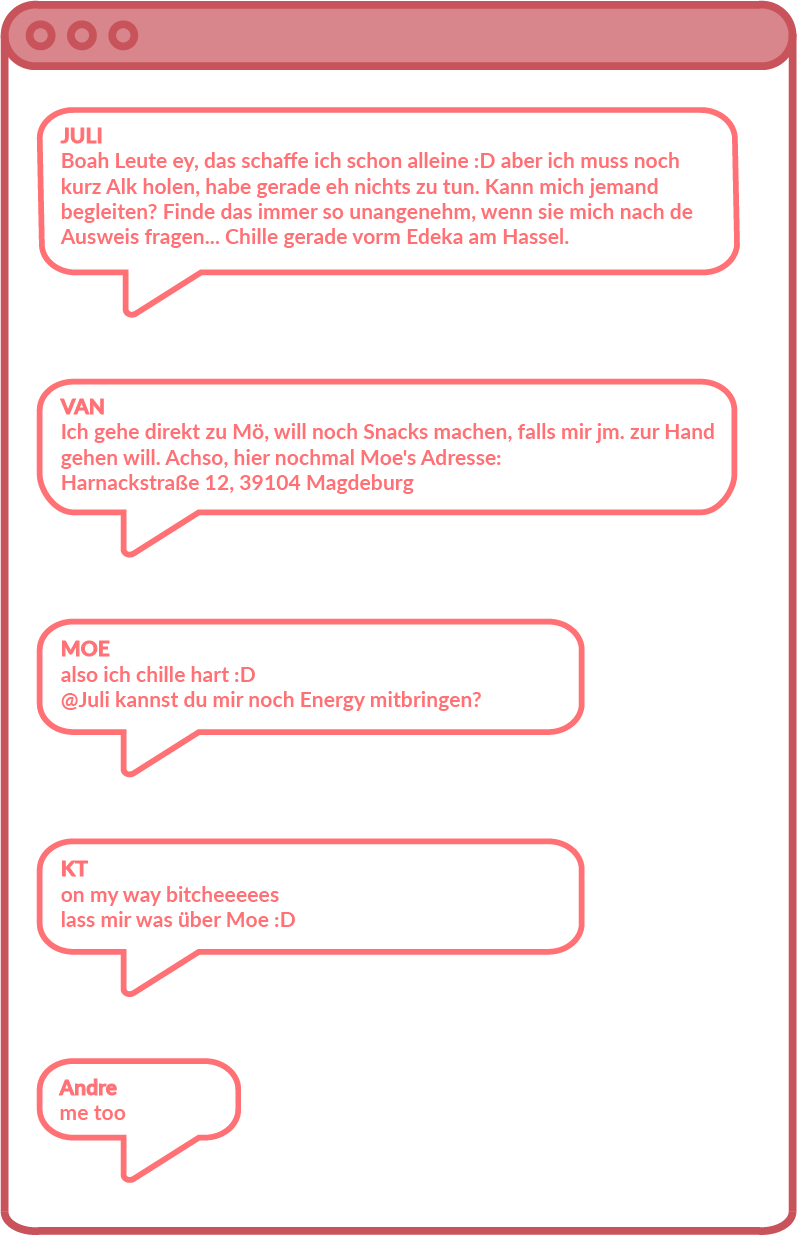 JULI
Boah Leute ey, das schaffe ich schon alleine :D aber ich muss noch
kurz Alk holen, habe gerade eh nichts zu tun. Kann mich jemand
begleiten? Finde das immer so unangenehm, wenn sie mich nach de
Ausweis fragen... Chille gerade vorm Edeka am Hassel.
VAN
Ich gehe direkt zu Mö, will noch Snacks machen, falls mir jm. zur Hand
gehen will. Achso, hier nochmal Moe's Adresse:
Harnackstraße 12, 39104 Magdeburg
MOE
also ich chille hart :D
@Juli kannst du mir noch Energy mitbringen?
KT
on my way bitcheeeees
lass mir was über Moe :D
Andre
me too